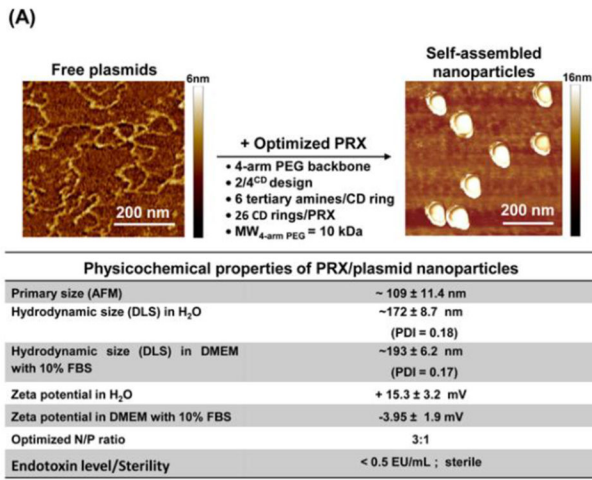 (A)
Free plasmids
6nm
200 nm
+ Optimized PRX
• 4-arm PEG backbone
• 2/4CD design
• 6 tertiary amines/CD ring
• 26 CD rings/PRX
• MW4-arm PEG = 10 kDa
Self-assembled
nanoparticles
16nm
200 nm
Physicochemical properties of PRX/plasmid nanoparticles
Primary size (AFM) ~ 109 ± 11.4 nm
Hydrodynamic size (DLS) in H2O ~172 ± 8.7 nm
(PDI = 0.18)
Hydrodynamic size (DLS) in DMEM ~193 ± 6.2 nm
with 10% FBS (PDI = 0.17)
Zeta potential in H2O + 15.3 ± 3.2 mV
Zeta potential in DMEM with 10% FBS -3.95 ± 1.9 mV
Optimized N/P ratio 3:1
Endotoxin level/Sterility < 0.5 EU/mL ; sterile